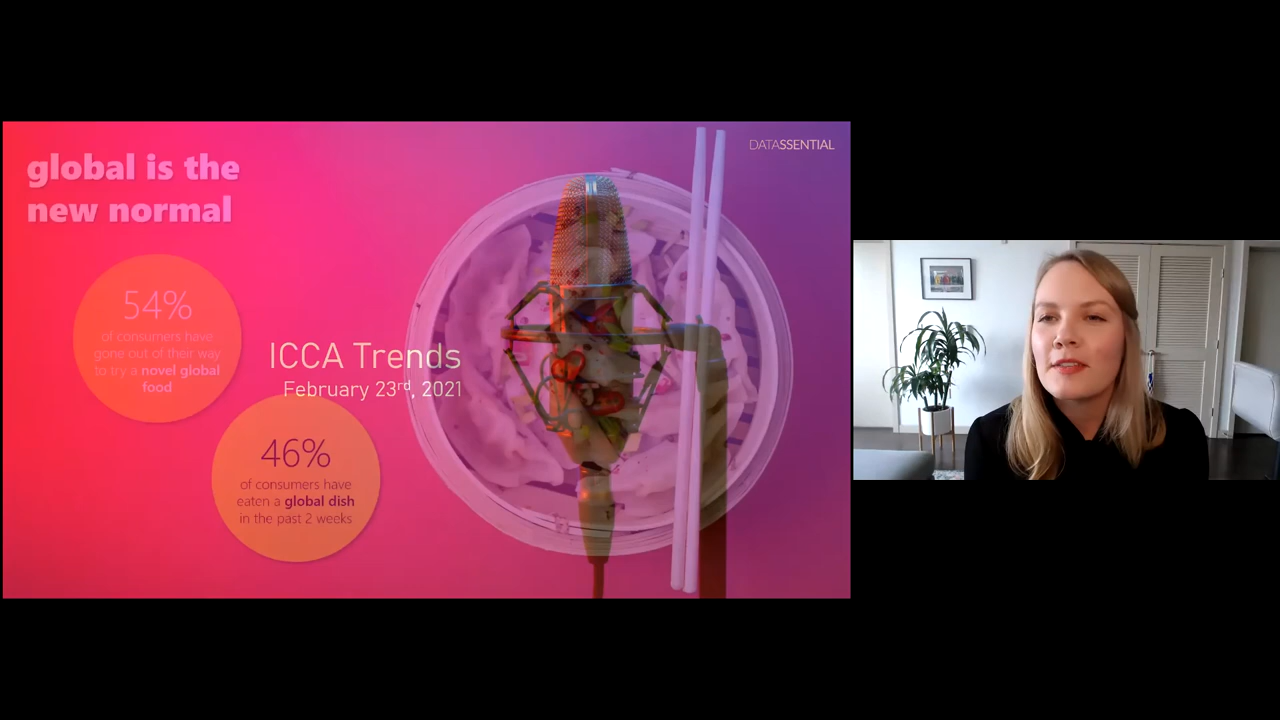 global is the
new normal
DATASSENTIAL
54%
of consumers have
gone out of their way
to try a novel global
food
ICCA Trends
February 23rd, 2021
46%
of consumers have
eaten a global dish
in the past 2 weeks